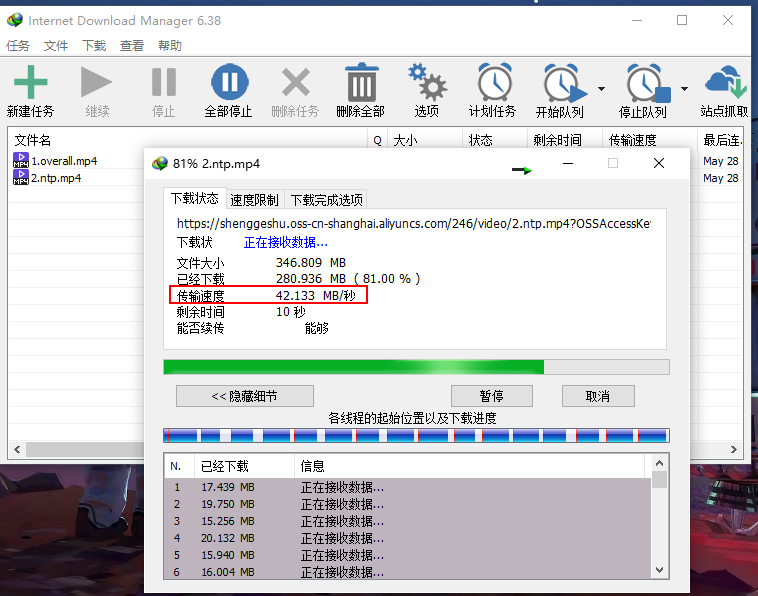 Internet Download Manager 6.38
任务 文件 下载 查看 帮助
新建任务 继续 停止 全部停止 删除任务 删除全部 选项 计划任务 开始队列 停止队列 站点抓取
文件名 Q 大小 状态 剩余时间 传输速度 最后连.
MP4 1.overall.mp4 May 28
MP4 2.ntp.mp4 May 28
81% 2.ntp.mp4
下载状态 速度限制 下载完成选项
https://shenggeshu.oss-cn-shanghai.aliyuncs.com/246/video/2.ntp.mp4?OSSAccessKe
下载状 正在接收数据...
文件大小 346.809 MB
已经下载 280.936 MB ( 81.00 % )
传输速度 42.133 MB/秒
剩余时间 10 秒
能否续传 能够
<< 隐藏细节 暂停 取消
各线程的起始位置以及下载进度
N. 已经下载 信息
1 17.439 MB 正在接收数据...
2 19.750 MB 正在接收数据...
3 15.256 MB 正在接收数据...
4 20.132 MB 正在接收数据...
5 15.940 MB 正在接收数据...
6 16.004 MB 正在接收数据...